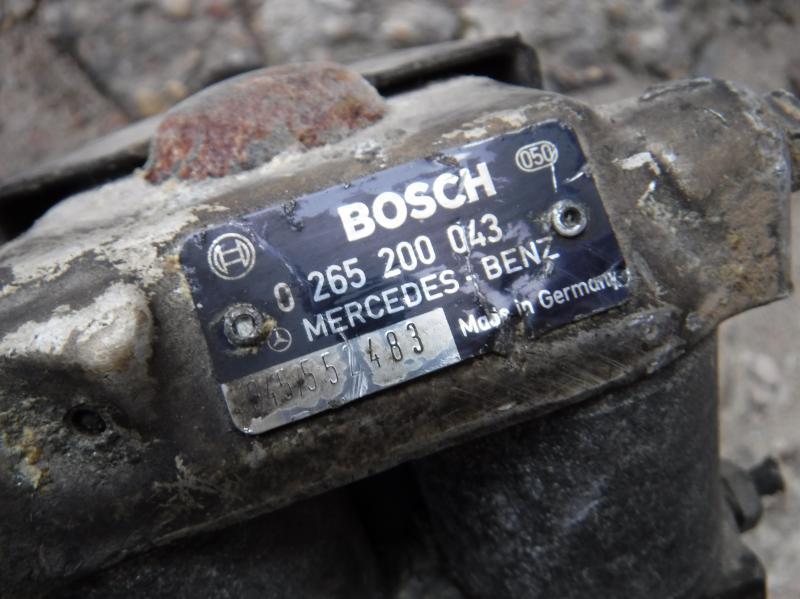 050
BOSCH
0 265 200 043
MERCEDES-BENZ
Made in Germany